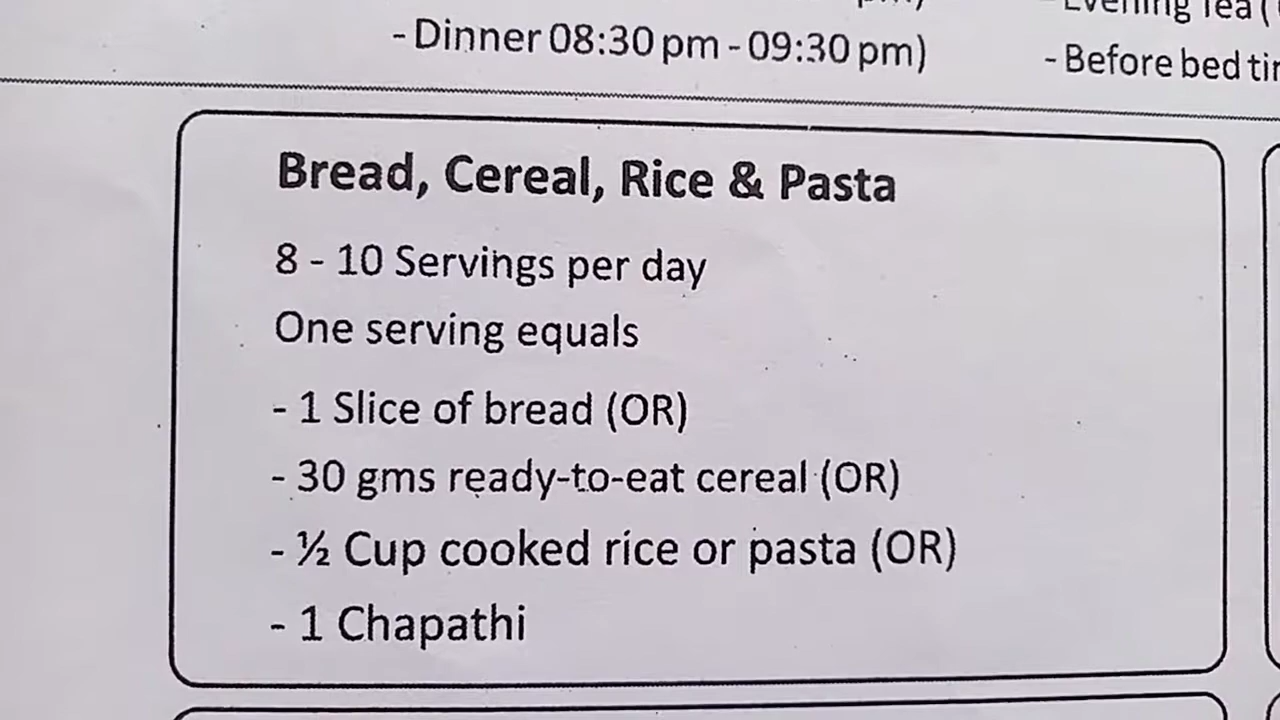 - Dinner 08:30 pm - 09:30 pm)
Evening Tea (
- Before bed
Bread, Cereal, Rice & Pasta
8 - 10 Servings per day
One serving equals
- 1 Slice of bread (OR)
- 30 gms ready-to-eat cereal (OR)
- ½ Cup cooked rice or pasta (OR)
- 1 Chapathi